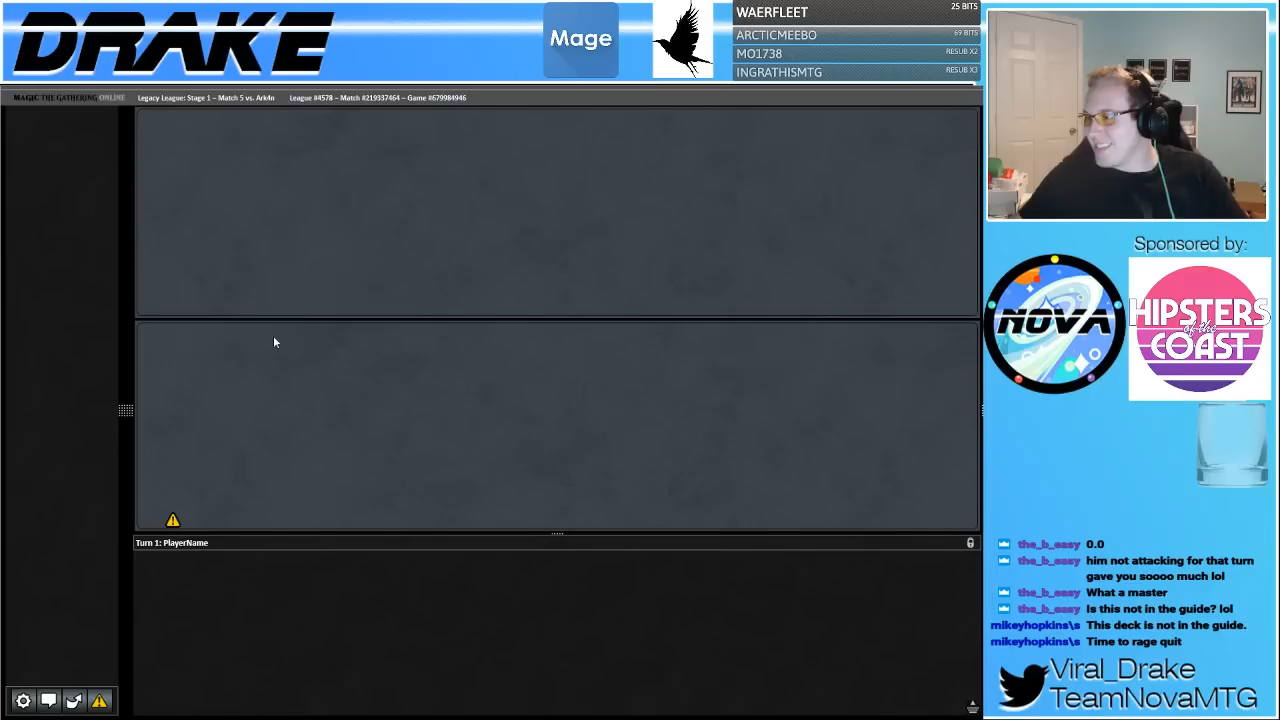 DRAKE
Mage
WAERFLEET 25 BITS
ARCTICMEEBO 69 BITS
MO1738 RESUB X2
INGRATHISMTG RESUB X3
MAGIC THE GATHERING ONLINE Legacy League: Stage 1 – Match 5 vs. Ark4n League #4578 – Match #219337464 – Game #679984946
Sponsored by:
NOVA
HIPSTERS
of the
COAST
Turn 1: PlayerName
the_b_easy 0.0
the_b_easy him not attacking for that turn
gave you soooo much lol
the_b_easy What a master
the_b_easy Is this not in the guide? lol
mikeyhopkins\s This deck is not in the guide.
mikeyhopkins\s Time to rage quit
Viral_Drake
TeamNovaMTG